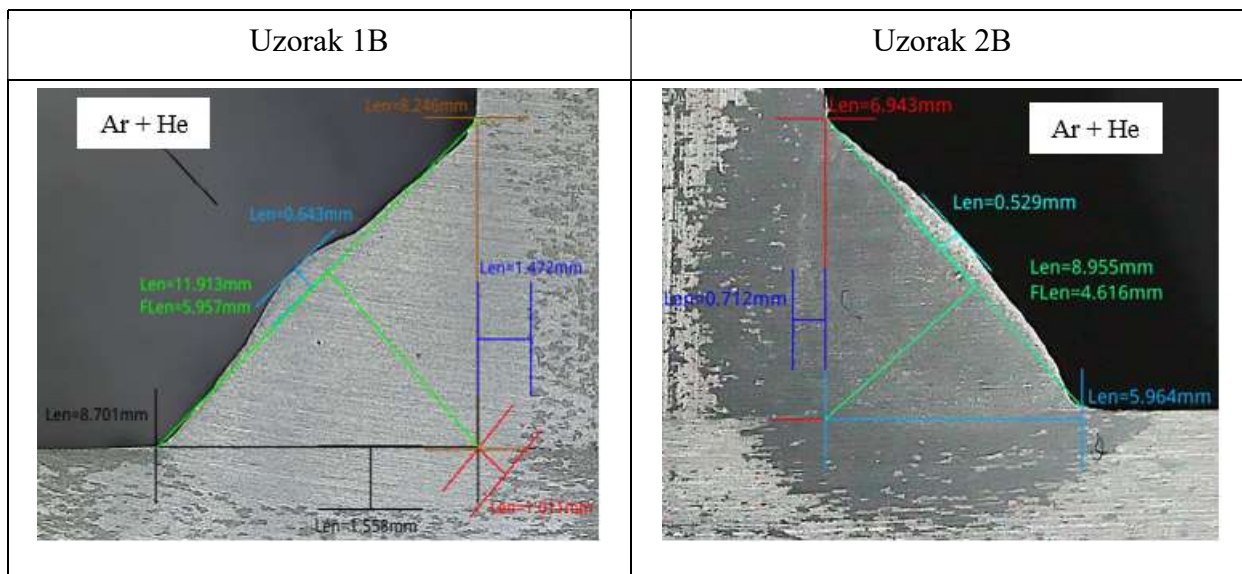 Uzorak 1B
Uzorak 2B
Len=8.246mm
Ar + He
Len=0.643mm
Len=1.472mm
Len=11.913mm
FLen=5.957mm
Len=8.701mm
Len=1.011mm
Len=1.558mm
Len=6.943mm
Ar + He
Len=0.529mm
Len=8.955mm
FLen=4.616mm
Len=0.712mm
Len=5.964mm